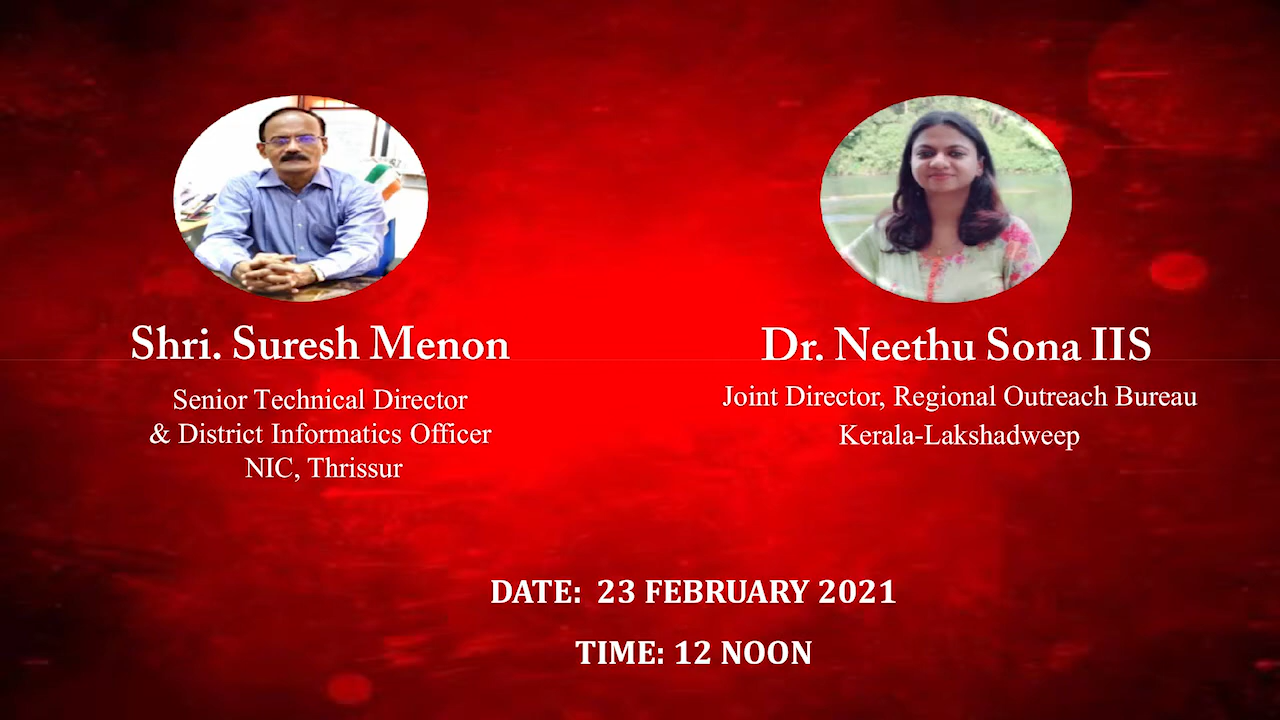 Shri. Suresh Menon
Senior Technical Director
& District Informatics Officer
NIC, Thrissur
Dr. Neethu Sona IIS
Joint Director, Regional Outreach Bureau
Kerala-Lakshadweep
DATE:  23 FEBRUARY 2021
TIME: 12 NOON